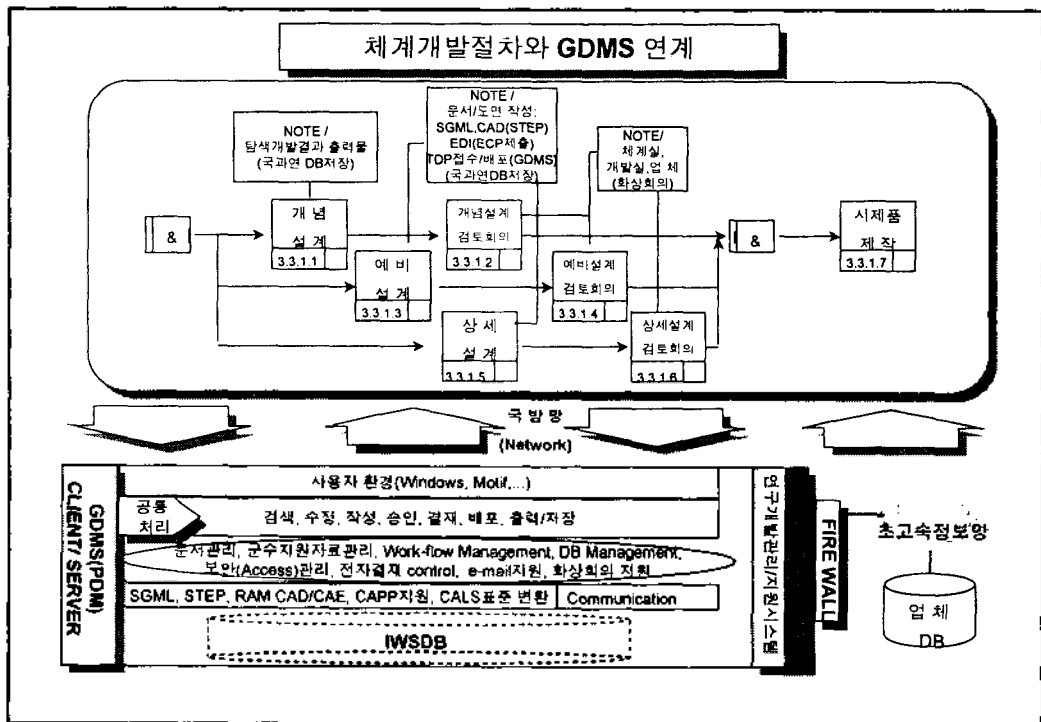 체계개발절차와 GDMS 연계
NOTE /
탐색개발결과 출력물
(국과연 DB저장)
NOTE /
문서/도면 작성:
SGML,CAD(STEP)
EDI(ECP제출)
TDP접수/배포(GDMS)
(국과연DB저장)
NOTE/
체계실,
개발실,업 체
(화상회의)
&
개 념
설 계
3.3.1.1
개념설계
검토회의
3.3.1.2
&
시제품
제작
3.3.1.7
예 비
설 계
3.3.1.3
예비설계
검토회의
3.3.1 4
상 세
설 계
3.3.1.5
상세설계
검토회의
3.3.1.6
국 방 망
(Network)
GDMS(PDM)
CLIENT/ SERVER
사용자 환경(Windows, Motif,...)
공통
처리
검색, 수정, 작성, 승인, 결재, 배포, 출력/저장
문서관리, 군수지원자료관리, Work-flow Management, DB Management,
보안(Access)관리, 전자결재 control, e-mail지원, 화상회의 지원
SGML, STEP, RAM CAD/CAE, CAPP지원, CALS표준 변환
Communication
IWSDB
연구개발관리/지원시스템
FIRE WALL
초고속정보망
업 체
DB